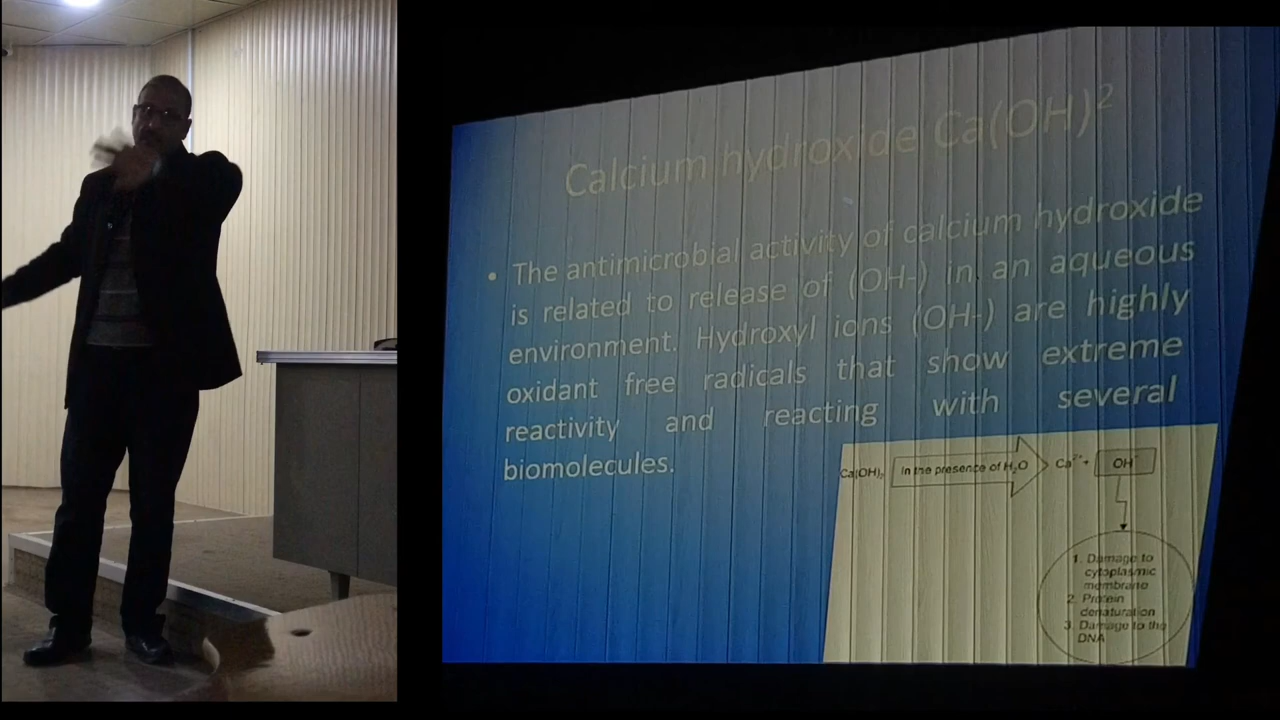 Calcium hydroxide Ca(OH)²
• The antimicrobial activity of calcium hydroxide
is related to release of (OH-) in an aqueous
environment. Hydroxyl ions (OH-) are highly
oxidant free radicals that show extreme
reactivity and reacting with several
biomolecules.
Ca(OH)₂ In the presence of H₂O Ca²⁺+ OH⁻
1. Damage to
cytoplasmic
membrane
2. Protein
denaturation
3. Damage to the
DNA